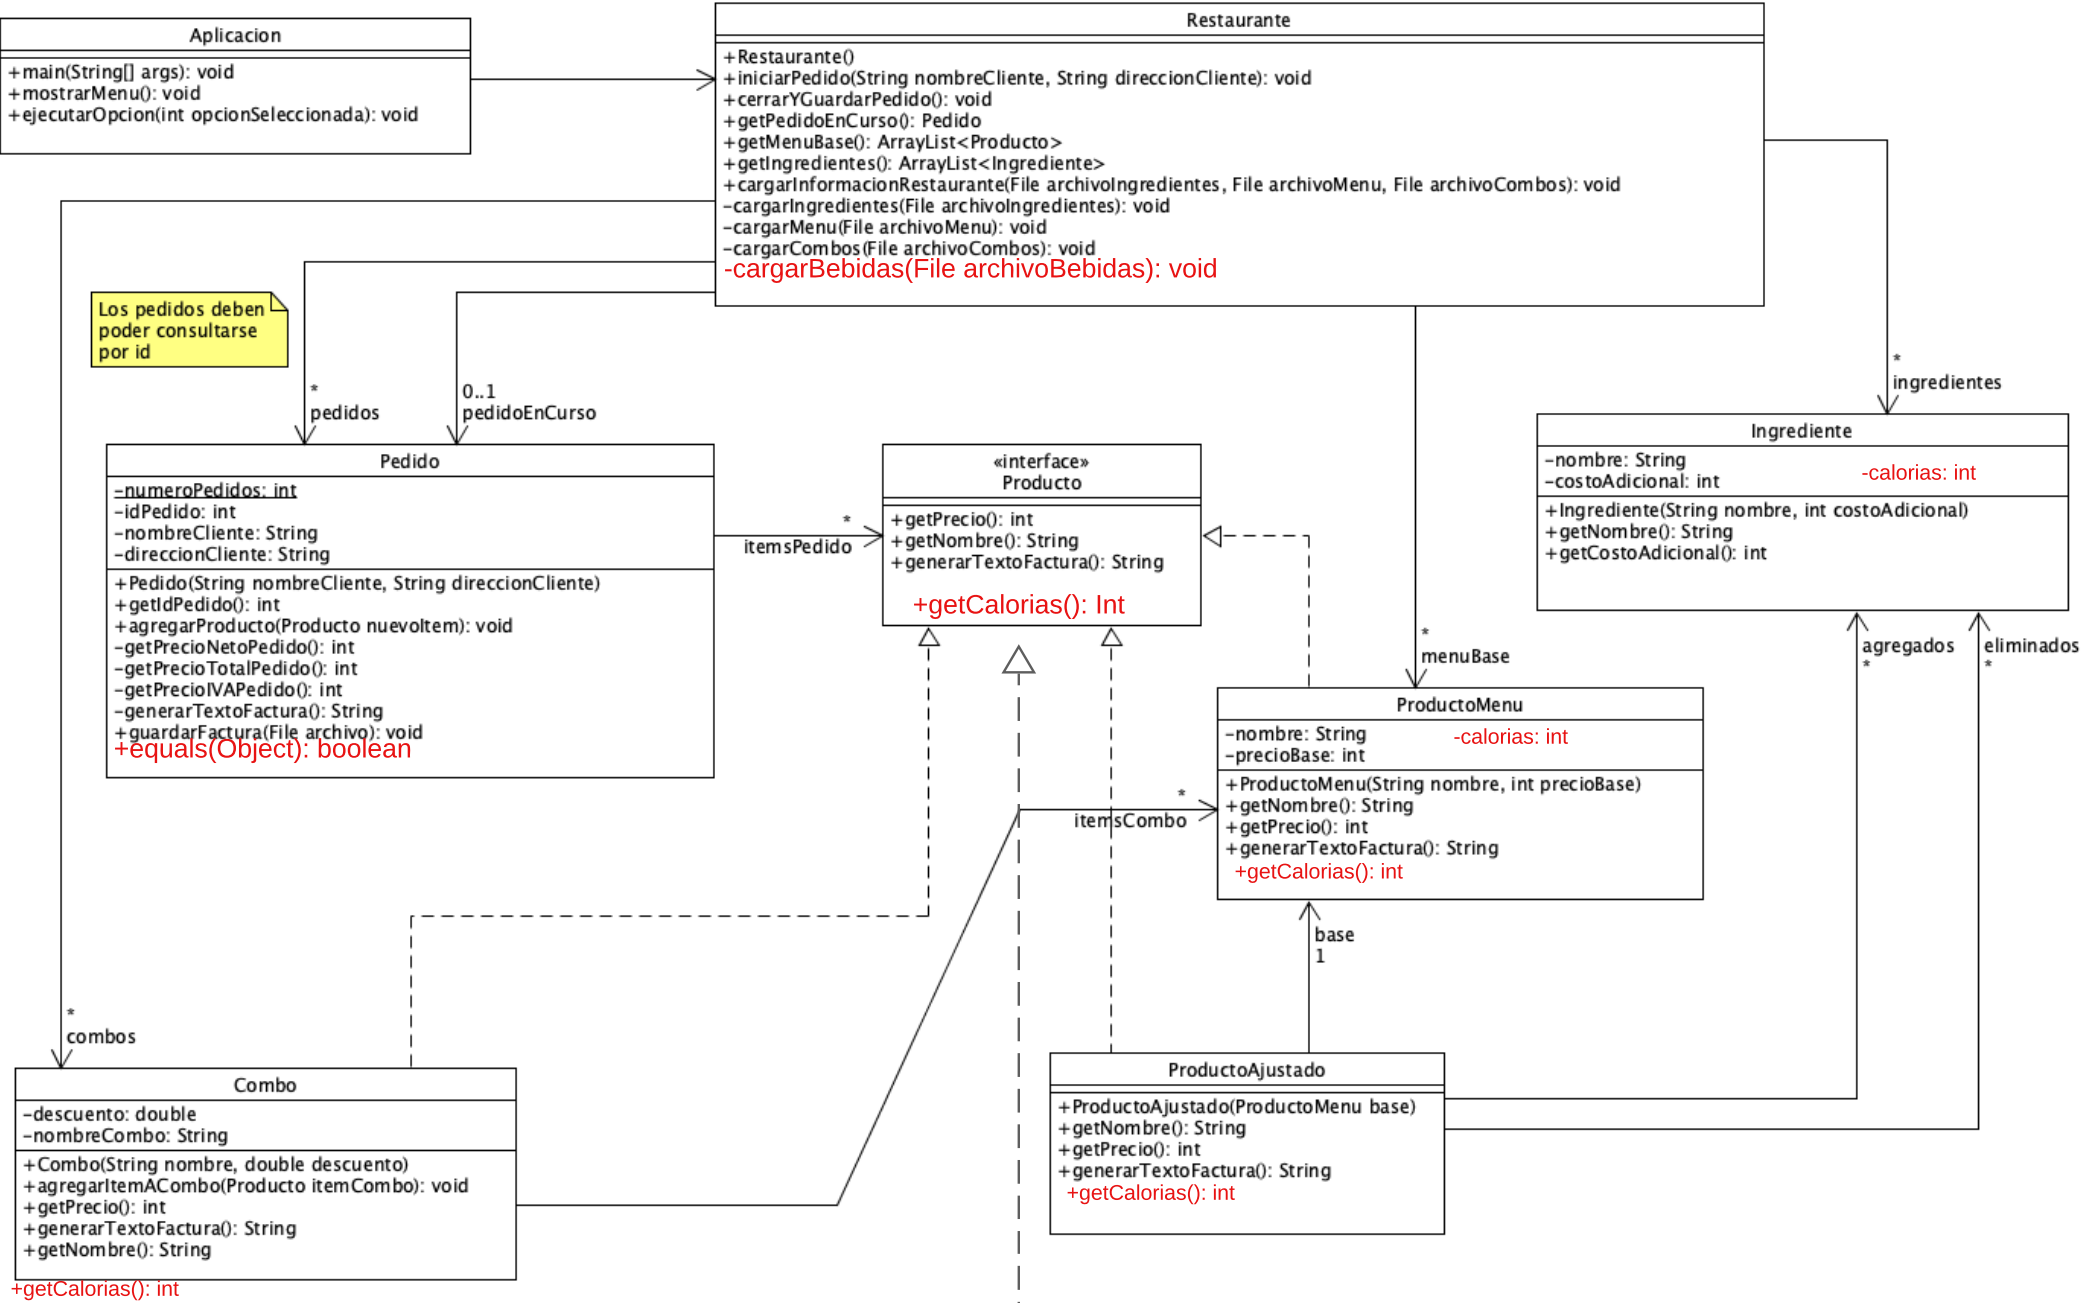 Aplicacion
+main(String[] args): void
+mostrarMenu(): void
+ejecutarOpcion(int opcionSeleccionada): void
Restaurante
+Restaurante()
+iniciarPedido(String nombreCliente, String direccionCliente): void
+cerrarYGuardarPedido(): void
+getPedidoEnCurso(): Pedido
+getMenuBase(): ArrayList<Producto>
+getIngredientes(): ArrayList<Ingrediente>
+cargarInformacionRestaurante(File archivoIngredientes, File archivoMenu, File archivoCombos): void
-cargarIngredientes(File archivoIngredientes): void
-cargarMenu(File archivoMenu): void
-cargarCombos(File archivoCombos): void
-cargarBebidas(File archivoBebidas): void
Los pedidos deben
poder consultarse
por id
*
pedidos
0..1
pedidoEnCurso
*
ingredientes
Pedido
-numeroPedidos: int
-idPedido: int
-nombreCliente: String
-direccionCliente: String
+Pedido(String nombreCliente, String direccionCliente)
+getIdPedido(): int
+agregarProducto(Producto nuevoItem): void
-getPrecioNetoPedido(): int
-getPrecioTotalPedido(): int
-getPrecioIVAPedido(): int
-generarTextoFactura(): String
+guardarFactura(File archivo): void
+equals(Object): boolean
*
itemsPedido
«interface»
Producto
+getPrecio(): int
+getNombre(): String
+generarTextoFactura(): String
+getCalorias(): Int
Ingrediente
-nombre: String
-costoAdicional: int
-calorias: int
+Ingrediente(String nombre, int costoAdicional)
+getNombre(): String
+getCostoAdicional(): int
*
menuBase
agregados
*
eliminados
*
ProductoMenu
-nombre: String
-calorias: int
-precioBase: int
+ProductoMenu(String nombre, int precioBase)
+getNombre(): String
+getPrecio(): int
+generarTextoFactura(): String
+getCalorias(): int
*
itemsCombo
base
1
*
combos
Combo
-descuento: double
-nombreCombo: String
+Combo(String nombre, double descuento)
+agregarItemACombo(Producto itemCombo): void
+getPrecio(): int
+generarTextoFactura(): String
+getNombre(): String
+getCalorias(): int
ProductoAjustado
+ProductoAjustado(ProductoMenu base)
+getNombre(): String
+getPrecio(): int
+generarTextoFactura(): String
+getCalorias(): int